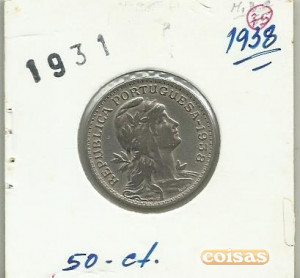 1938
1931
REPUBLICA PORTUGUESA·1938
50-ct.
coisas